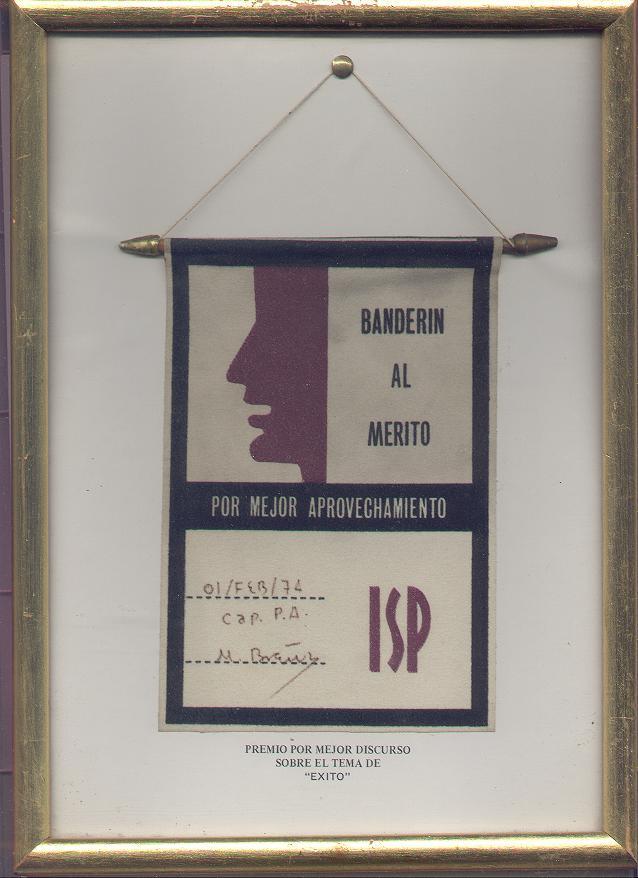 BANDERIN
AL
MERITO
POR MEJOR APROVECHAMIENTO
01/FEB/74
Cap. P.A.
M.
ISP
PREMIO POR MEJOR DISCURSO
SOBRE EL TEMA DE
"EXITO"